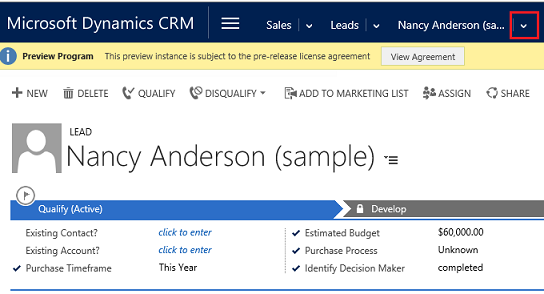 Microsoft Dynamics CRM Sales Leads Nancy Anderson (sa...
Preview Program This preview instance is subject to the pre-release license agreement View Agreement
NEW DELETE QUALIFY DISQUALIFY ADD TO MARKETING LIST ASSIGN SHARE
LEAD
Nancy Anderson (sample)
Qualify (Active) Develop
Existing Contact? click to enter Estimated Budget $60,000.00
Existing Account? click to enter Purchase Process Unknown
Purchase Timeframe This Year Identify Decision Maker completed